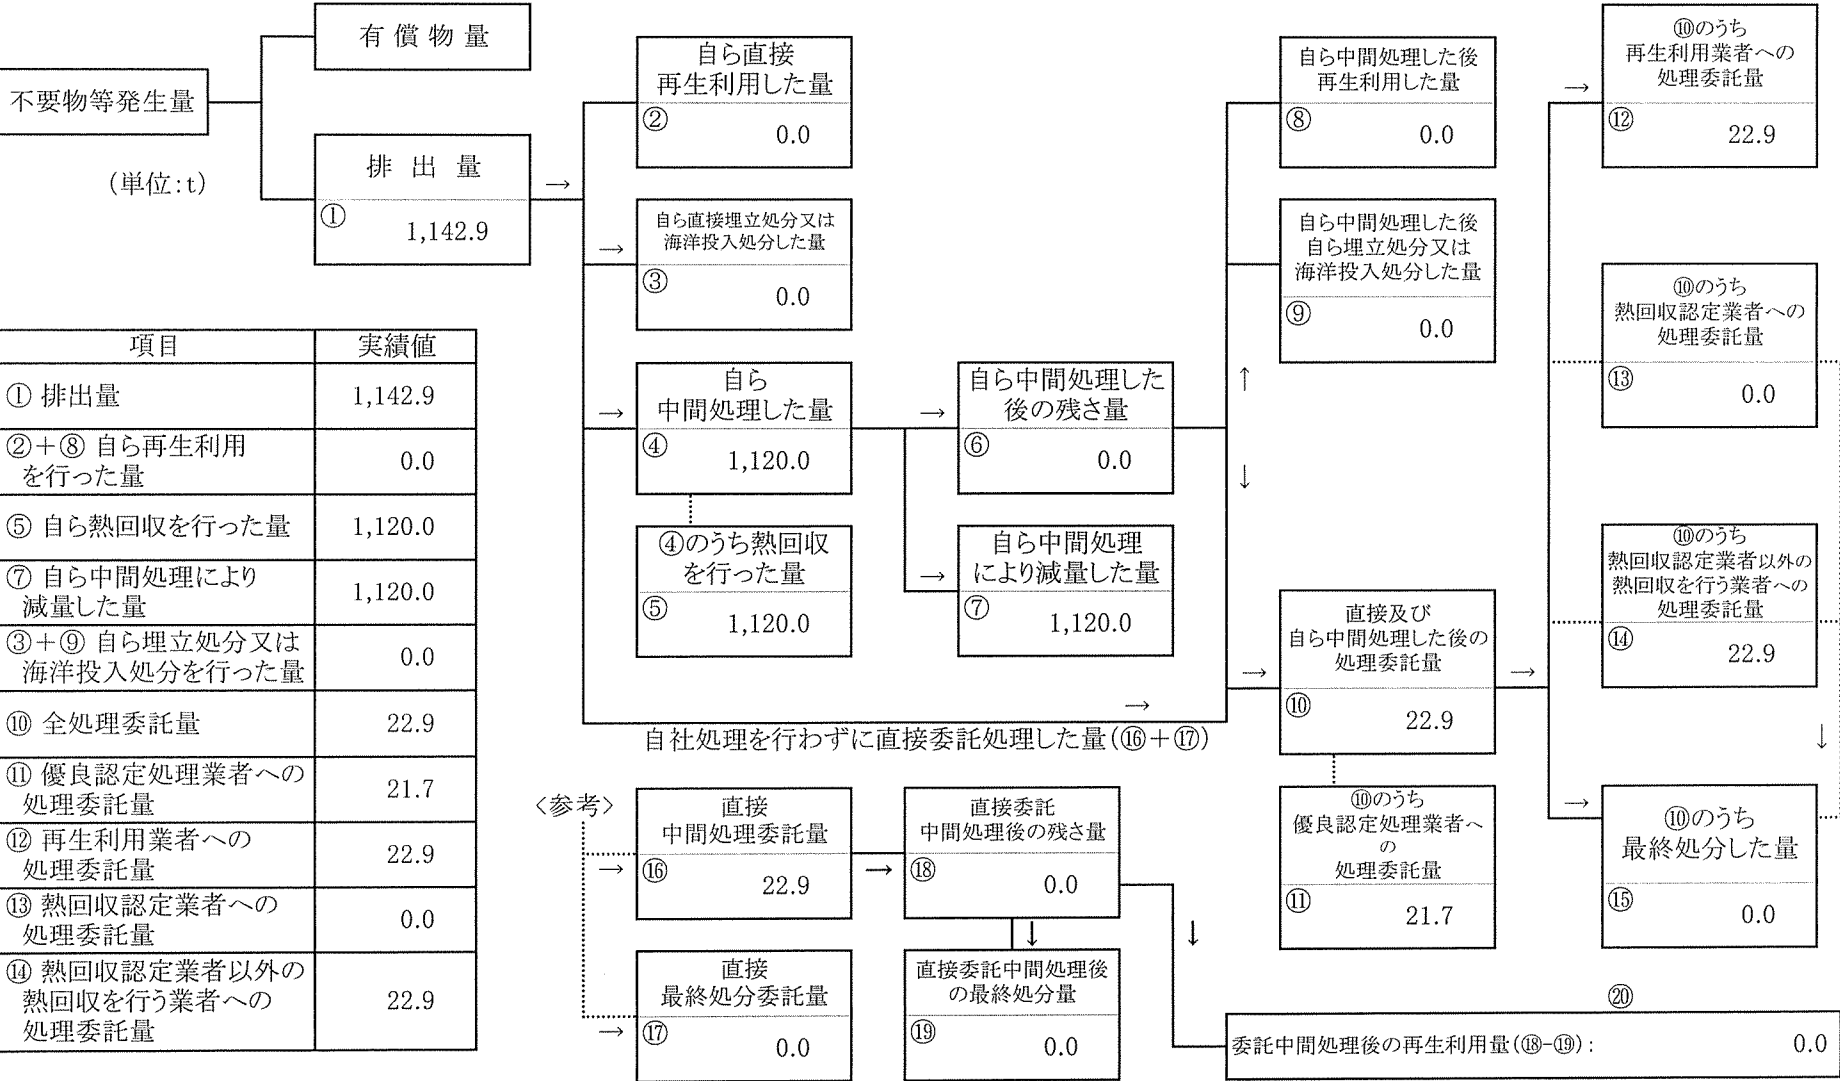 不要物等発生量
(単位:t)
有償物量
排出量
①
1,142.9
→
自ら直接
再生利用した量
②
0.0
→
自ら直接埋立処分又は
海洋投入処分した量
③
0.0
→
自ら
中間処理した量
④
1,120.0
④のうち熱回収
を行った量
⑤
1,120.0
→
自ら中間処理した
後の残さ量
⑥
0.0
→
自ら中間処理
により減量した量
⑦
1,120.0
↑
↓
自ら中間処理した後
再生利用した量
⑧
0.0
自ら中間処理した後
自ら埋立処分又は
海洋投入処分した量
⑨
0.0
→
自社処理を行わずに直接委託処理した量(⑯+⑰)
→
直接及び
自ら中間処理した後の
処理委託量
⑩
22.9
⑩のうち
優良認定処理業者へ
の
処理委託量
⑪
21.7
→
→
⑩のうち
再生利用業者への
処理委託量
⑫
22.9
⑩のうち
熱回収認定業者への
処理委託量
⑬
0.0
⑩のうち
熱回収認定業者以外の
熱回収を行う業者への
処理委託量
⑭
22.9
↓
→
⑩のうち
最終処分した量
⑮
0.0
項目 実績値
① 排出量 1,142.9
②+⑧ 自ら再生利用
を行った量 0.0
⑤ 自ら熱回収を行った量 1,120.0
⑦ 自ら中間処理により
減量した量 1,120.0
③+⑨ 自ら埋立処分又は
海洋投入処分を行った量 0.0
⑩ 全処理委託量 22.9
⑪ 優良認定処理業者への
処理委託量 21.7
⑫ 再生利用業者への
処理委託量 22.9
⑬ 熱回収認定業者への
処理委託量 0.0
⑭ 熱回収認定業者以外の
熱回収を行う業者への
処理委託量 22.9
<参考>
→
直接
中間処理委託量
⑯
22.9
→
直接委託
中間処理後の残さ量
⑱
0.0
↓
↓
→
直接
最終処分委託量
⑰
0.0
直接委託中間処理後
の最終処分量
⑲
0.0
⑳
委託中間処理後の再生利用量(⑱-⑲): 0.0